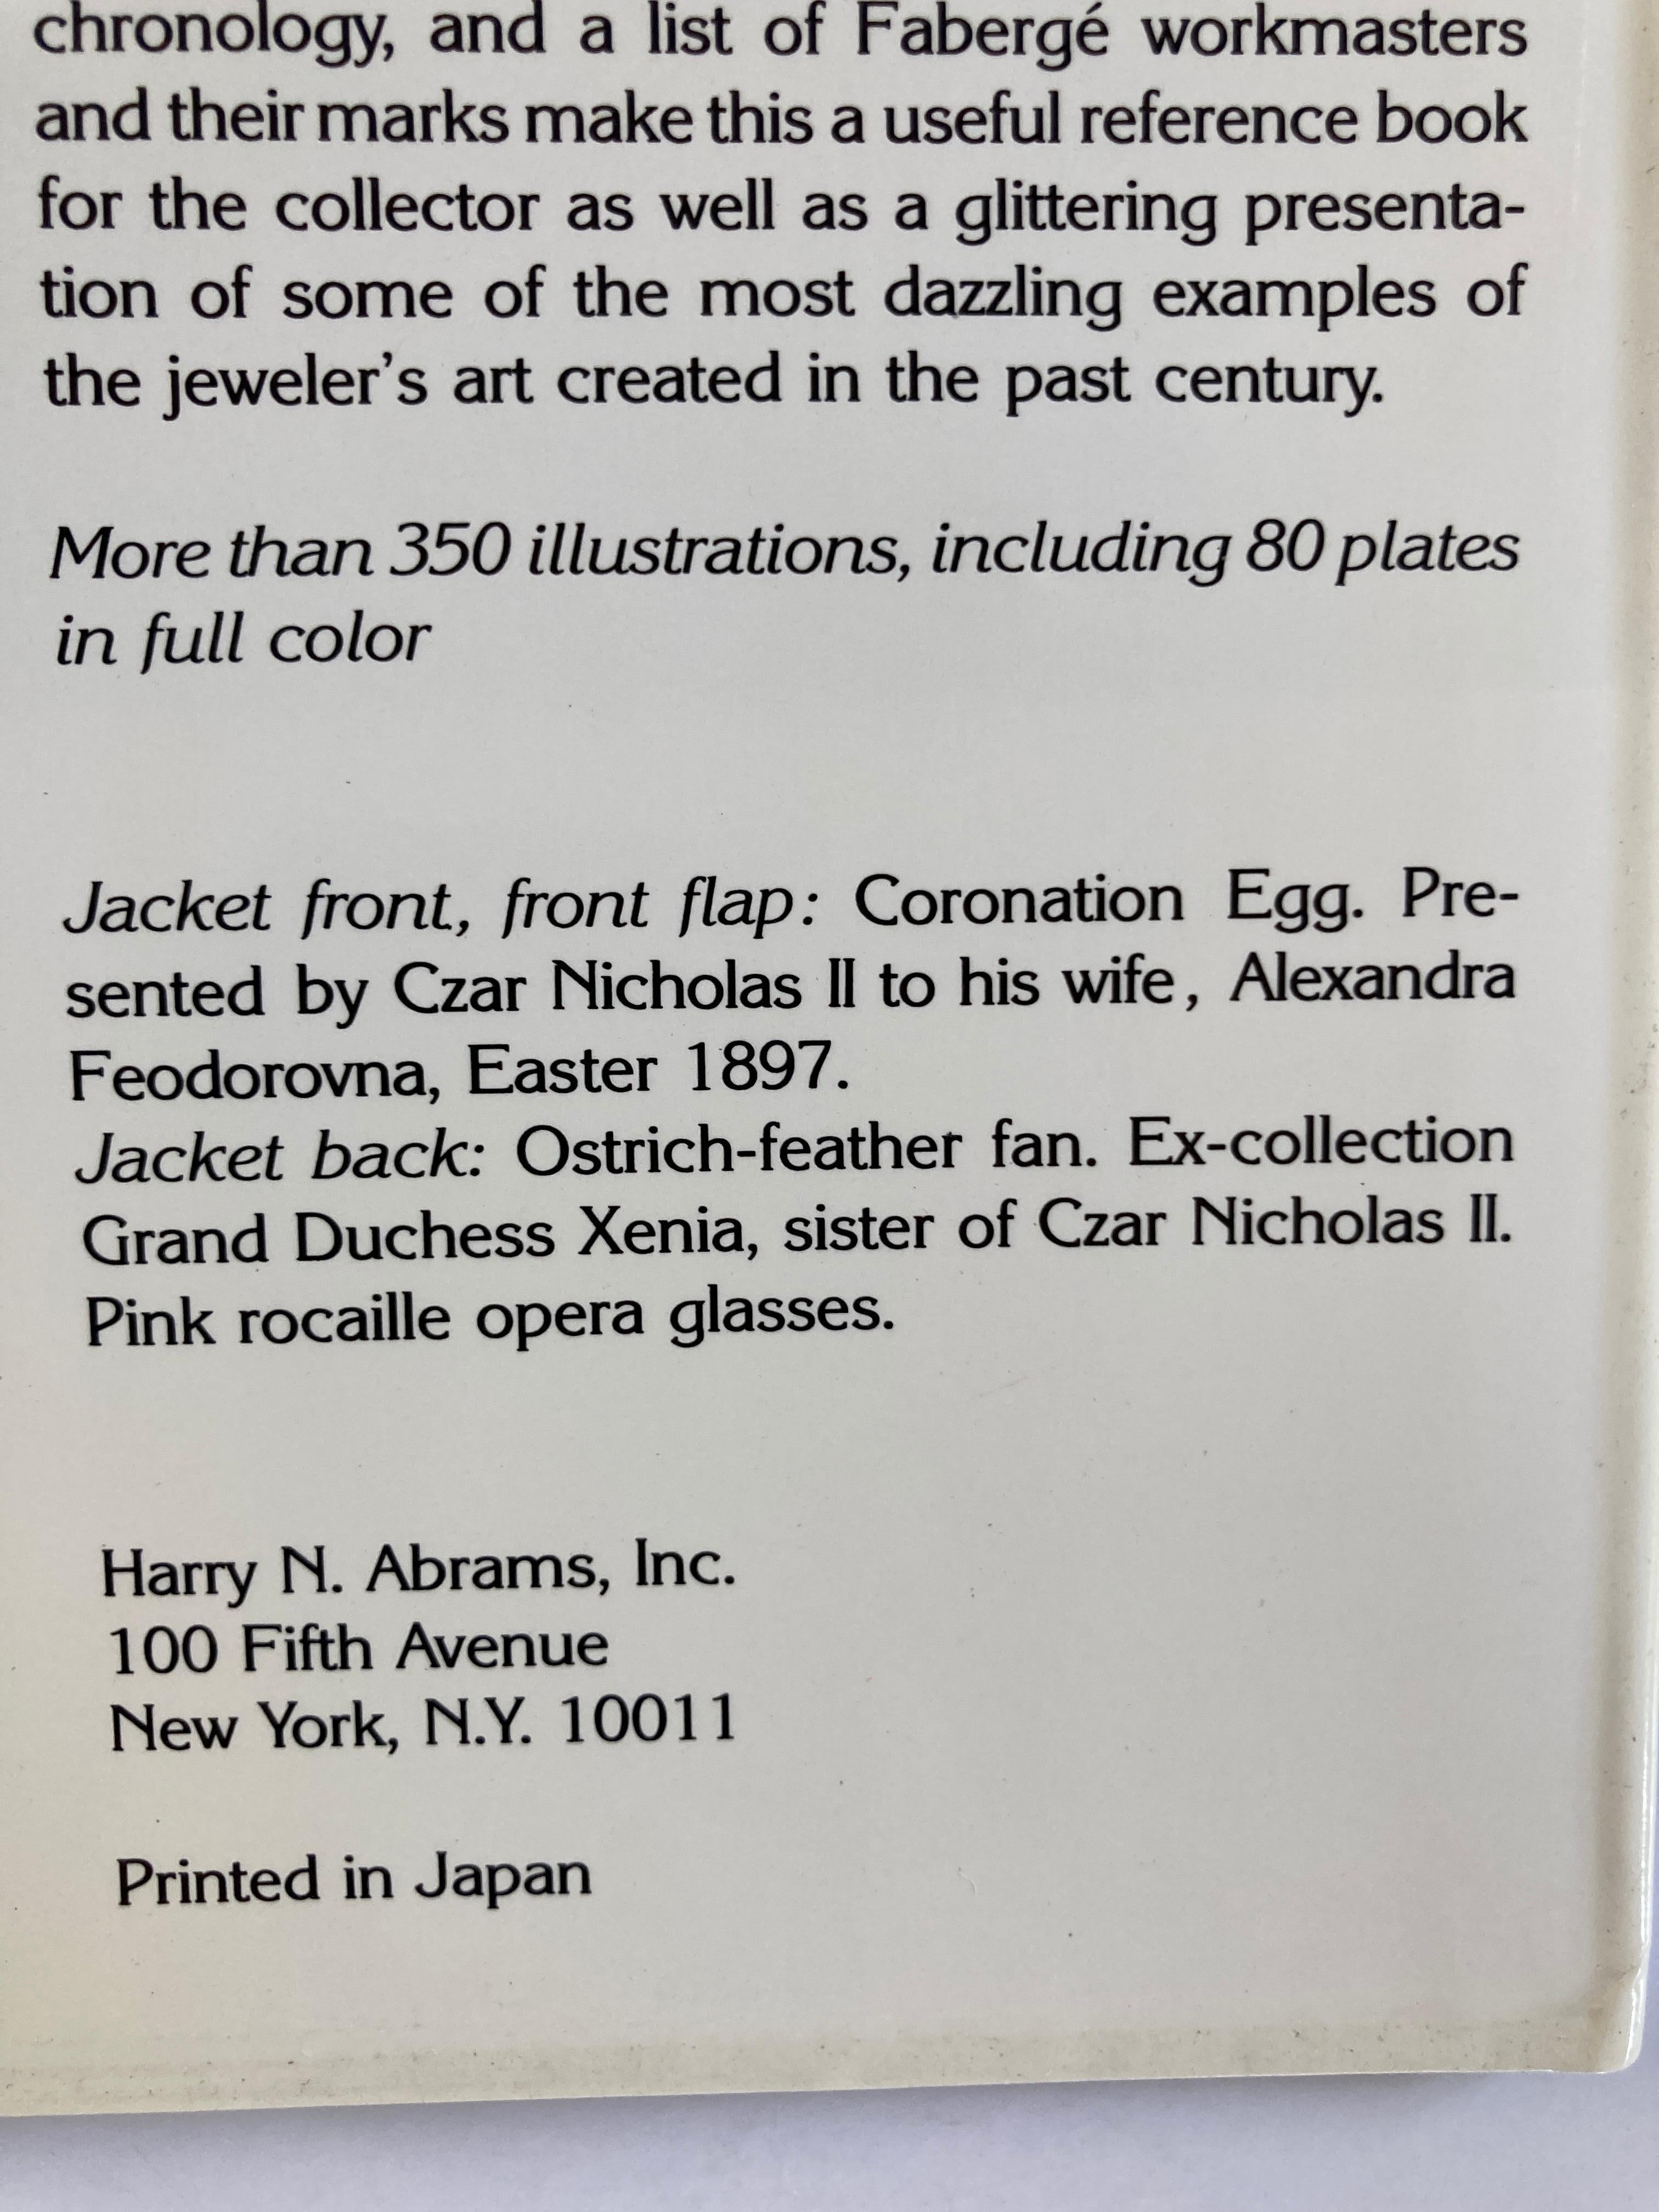 chronology, and a list of Fabergé workmasters
and their marks make this a useful reference book
for the collector as well as a glittering presenta-
tion of some of the most dazzling examples of
the jeweler's art created in the past century.
More than 350 illustrations, including 80 plates
in full color
Jacket front, front flap: Coronation Egg. Pre-
sented by Czar Nicholas II to his wife, Alexandra
Feodorovna, Easter 1897.
Jacket back: Ostrich-feather fan. Ex-collection
Grand Duchess Xenia, sister of Czar Nicholas II.
Pink rocaille opera glasses.
Harry N. Abrams, Inc.
100 Fifth Avenue
New York, N.Y. 10011
Printed in Japan